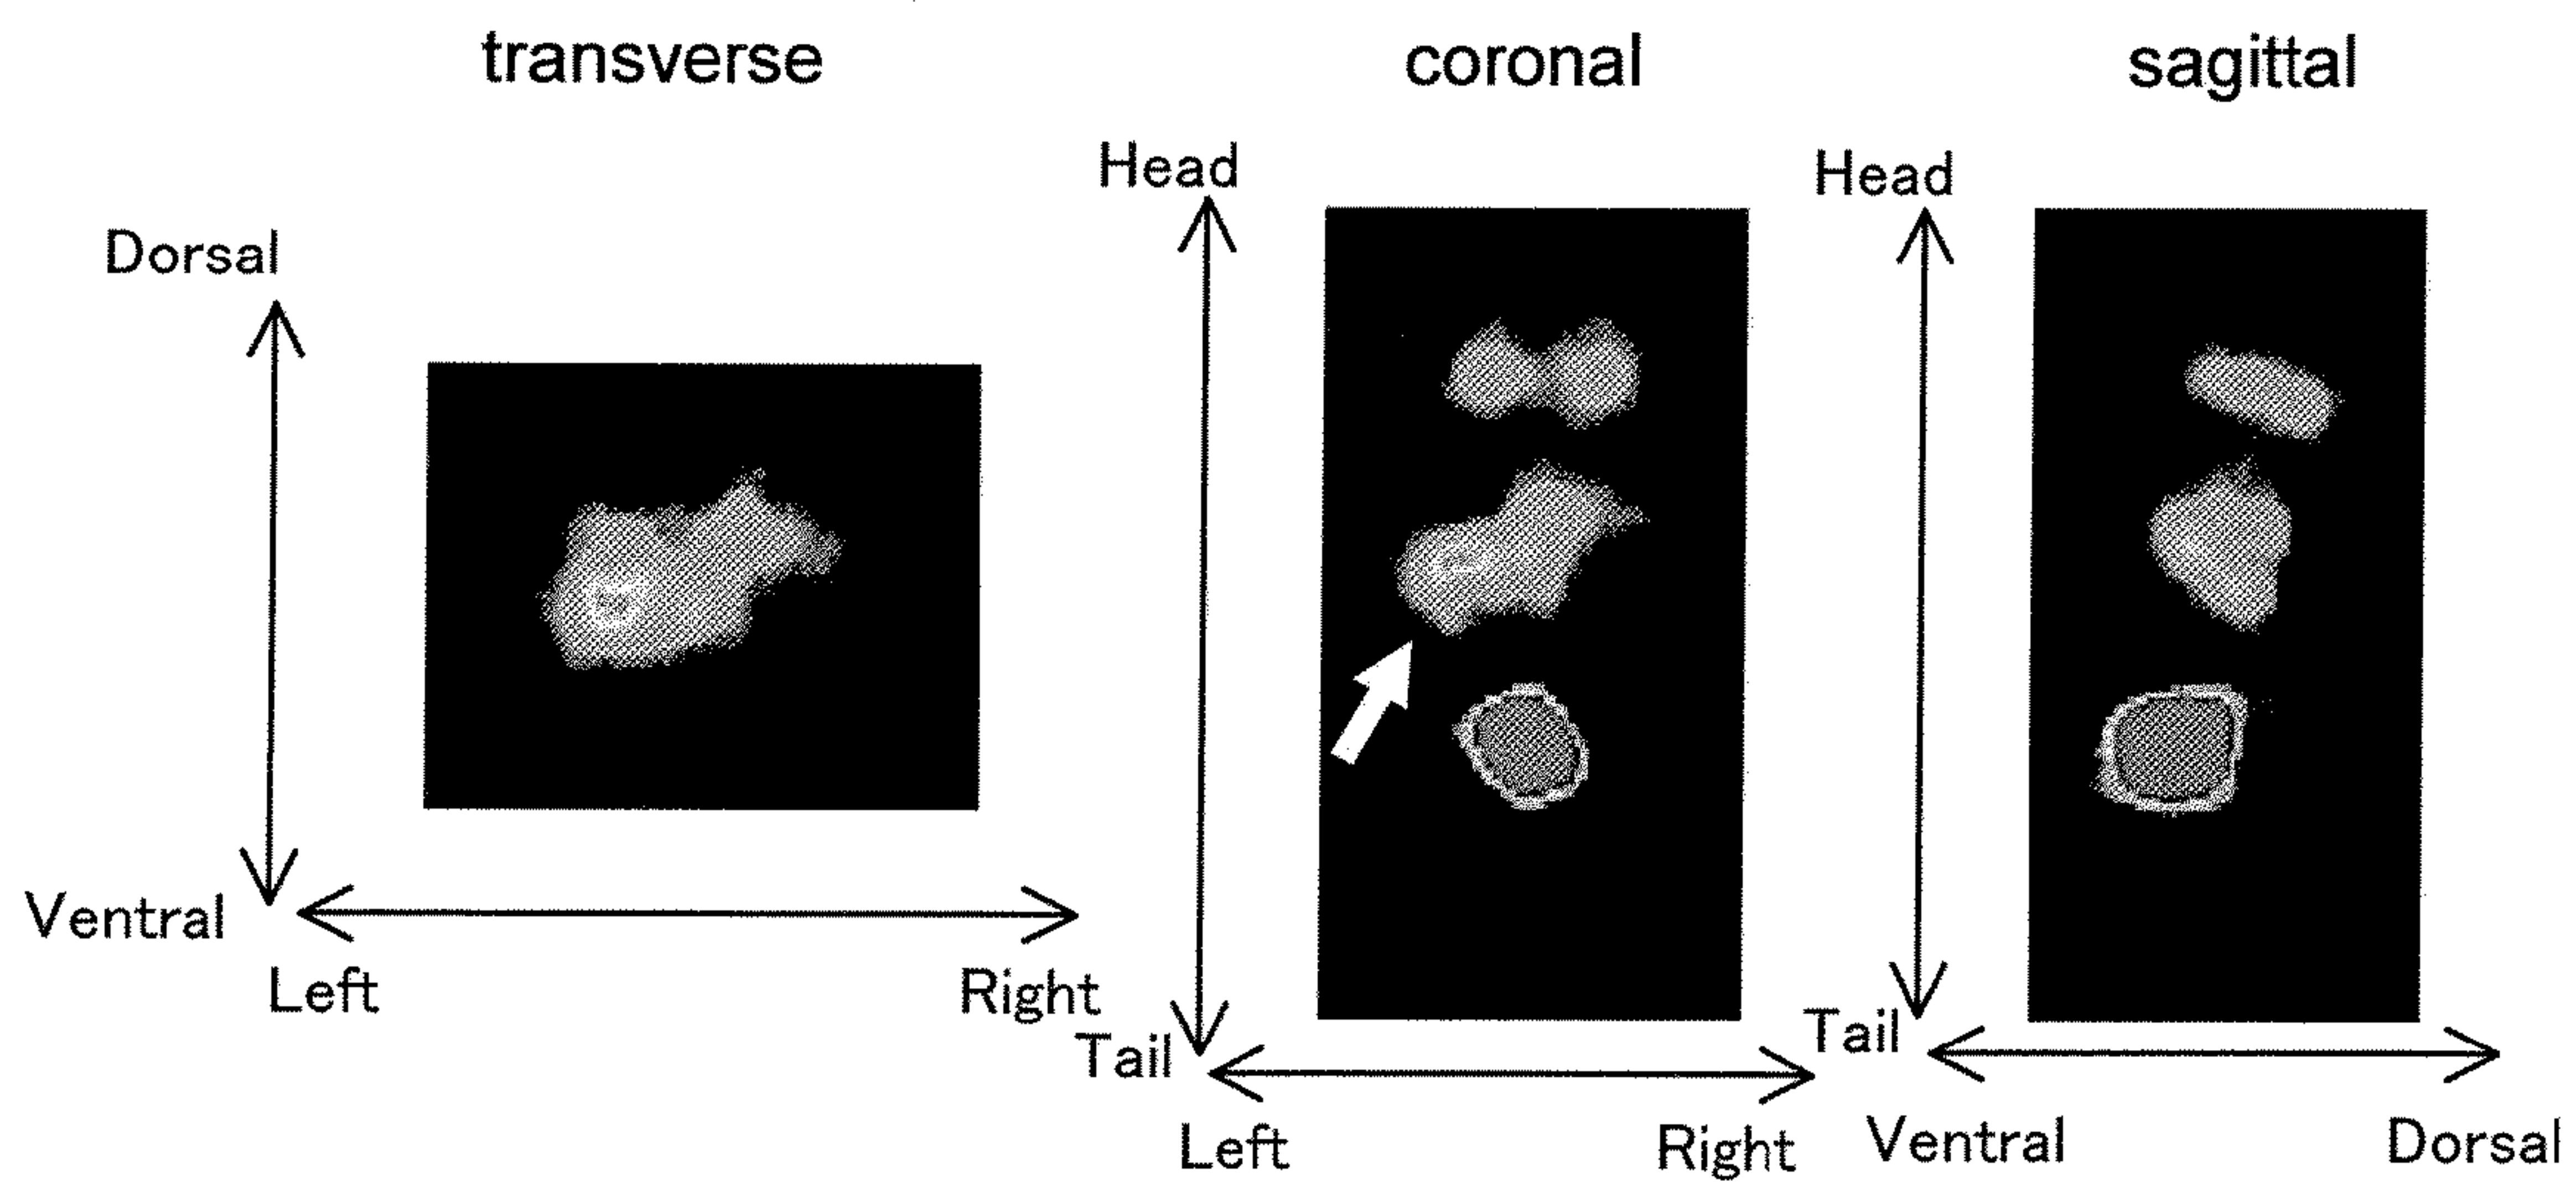 transverse
coronal
sagittal
Head
Head
Dorsal
Ventral
Left
Right
Tail
Tail
Left
Right
Ventral
Dorsal